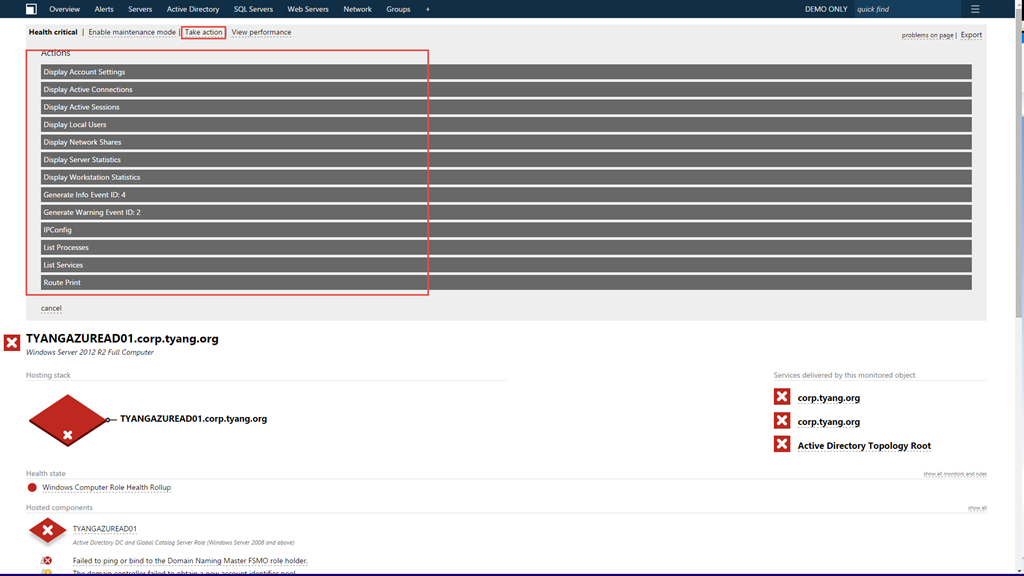 Overview Alerts Servers Active Directory SQL Servers Web Servers Network Groups + DEMO ONLY quick find
Health critical | Enable maintenance mode | Take action View performance problems on page | Export
Actions
Display Account Settings
Display Active Connections
Display Active Sessions
Display Local Users
Display Network Shares
Display Server Statistics
Display Workstation Statistics
Generate Info Event ID: 4
Generate Warning Event ID: 2
IPConfig
List Processes
List Services
Route Print
cancel
TYANGAZUREAD01.corp.tyang.org
Windows Server 2012 R2 Full Computer
Hosting stack
TYANGAZUREAD01.corp.tyang.org
Services delivered by this monitored object
corp.tyang.org
corp.tyang.org
Active Directory Topology Root
Health state show all monitors and rules
Windows Computer Role Health Rollup
Hosted components show all
TYANGAZUREAD01
Active Directory DC and Global Catalog Server Role (Windows Server 2008 and above)
Failed to ping or bind to the Domain Naming Master FSMO role holder.
The domain controller failed to obtain a new account identifier pool